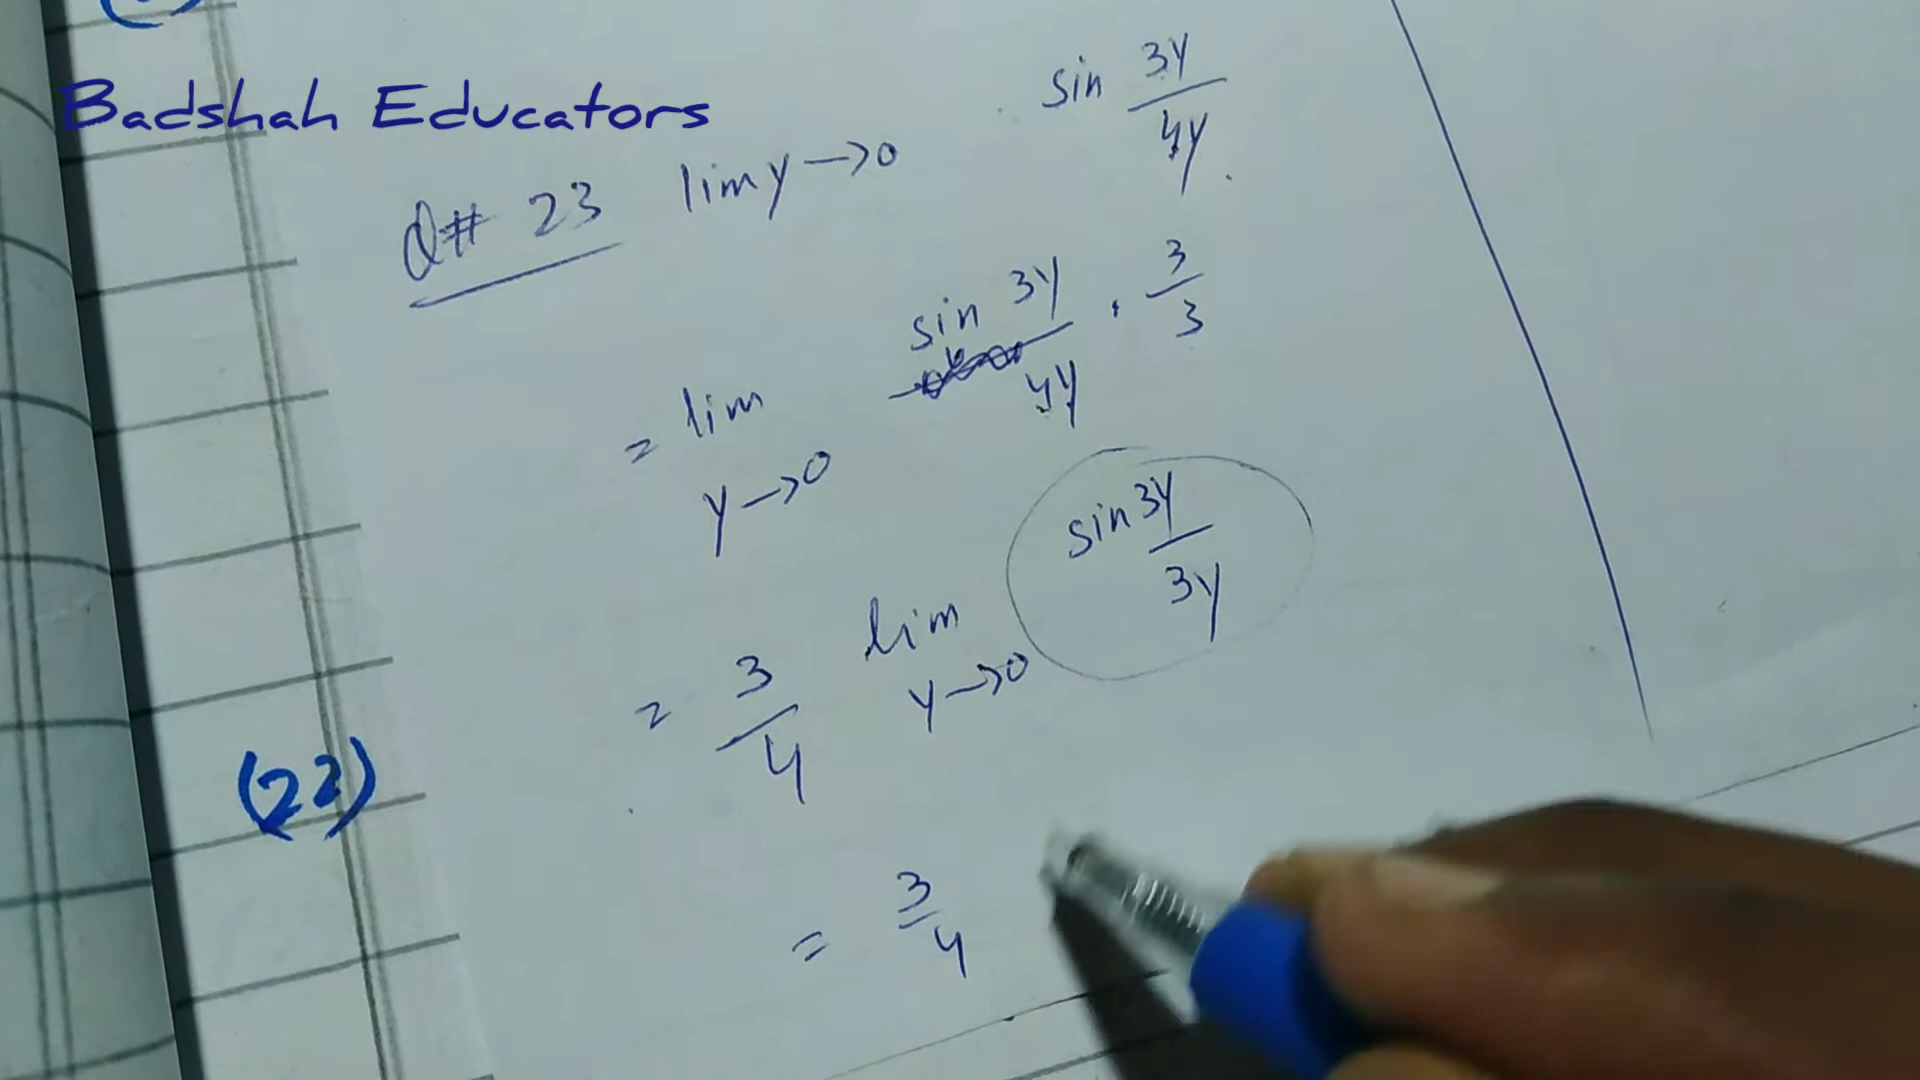 Badshah Educators
Q# 23 lim y→0 sin 3y/4y
= lim y→0 sin 3y/4y · 3/3
= 3/4 lim y→0 sin 3y/3y
(22)
= 3/4